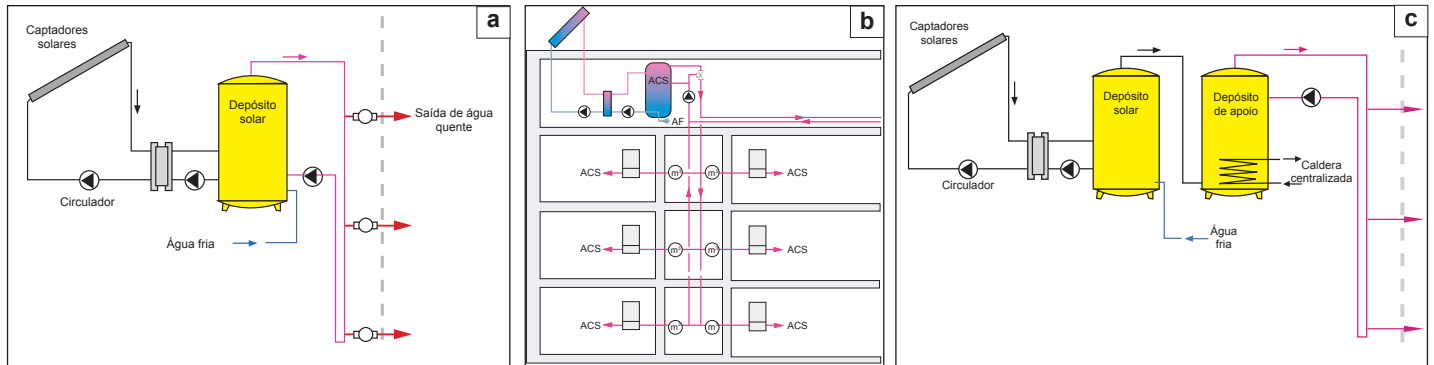 a
Captadores
solares
Depósito
solar
Saída de água
quente
Circulador
Água fria
b
ACS
AF
ACS
m³
m³
ACS
ACS
m³
m³
ACS
ACS
m³
m³
ACS
c
Captadores
solares
Depósito
solar
Depósito
de apoio
Caldera
centralizada
Circulador
Água
fria